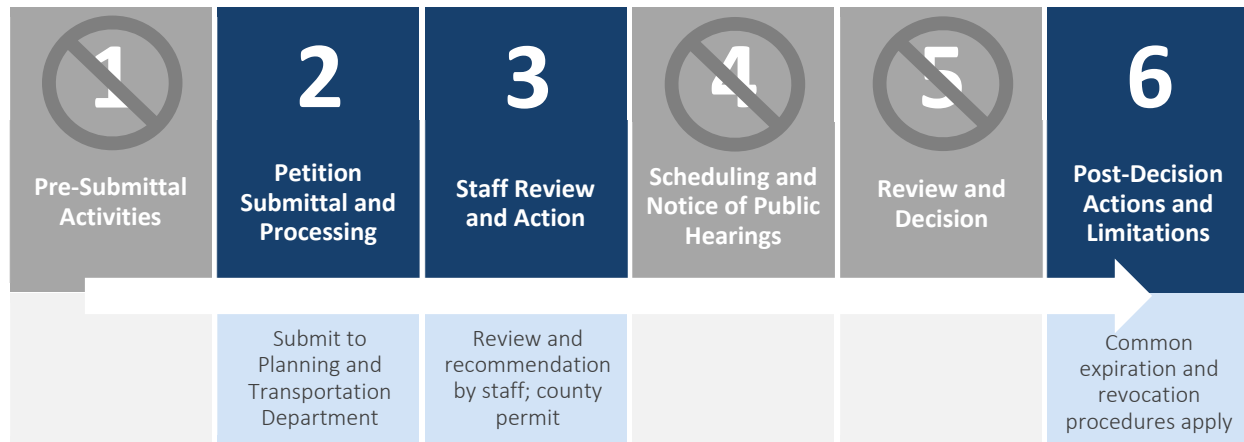 1
Pre-Submittal
Activities
2
Petition
Submittal and
Processing
3
Staff Review
and Action
4
Scheduling and
Notice of Public
Hearings
5
Review and
Decision
6
Post-Decision
Actions and
Limitations
Submit to
Planning and
Transportation
Department
Review and
recommendation
by staff; county
permit
Common
expiration and
revocation
procedures apply